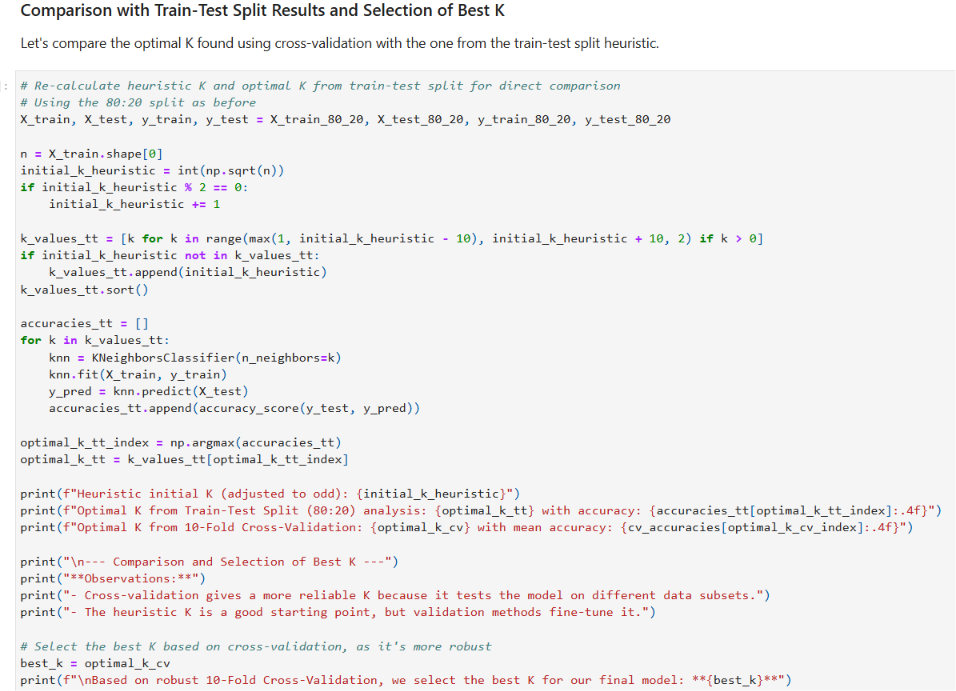 Comparison with Train-Test Split Results and Selection of Best K
Let's compare the optimal K found using cross-validation with the one from the train-test split heuristic.
:
# Re-calculate heuristic K and optimal K from train-test split for direct comparison
# Using the 80:20 split as before
X_train, X_test, y_train, y_test = X_train_80_20, X_test_80_20, y_train_80_20, y_test_80_20

n = X_train.shape[0]
initial_k_heuristic = int(np.sqrt(n))
if initial_k_heuristic % 2 == 0:
    initial_k_heuristic += 1

k_values_tt = [k for k in range(max(1, initial_k_heuristic - 10), initial_k_heuristic + 10, 2) if k > 0]
if initial_k_heuristic not in k_values_tt:
    k_values_tt.append(initial_k_heuristic)
k_values_tt.sort()

accuracies_tt = []
for k in k_values_tt:
    knn = KNeighborsClassifier(n_neighbors=k)
    knn.fit(X_train, y_train)
    y_pred = knn.predict(X_test)
    accuracies_tt.append(accuracy_score(y_test, y_pred))

optimal_k_tt_index = np.argmax(accuracies_tt)
optimal_k_tt = k_values_tt[optimal_k_tt_index]

print(f"Heuristic initial K (adjusted to odd): {initial_k_heuristic}")
print(f"Optimal K from Train-Test Split (80:20) analysis: {optimal_k_tt} with accuracy: {accuracies_tt[optimal_k_tt_index]:.4f}")
print(f"Optimal K from 10-Fold Cross-Validation: {optimal_k_cv} with mean accuracy: {cv_accuracies[optimal_k_cv_index]:.4f}")

print("\n--- Comparison and Selection of Best K ---")
print("**Observations:**")
print("- Cross-validation gives a more reliable K because it tests the model on different data subsets.")
print("- The heuristic K is a good starting point, but validation methods fine-tune it.")

# Select the best K based on cross-validation, as it's more robust
best_k = optimal_k_cv
print(f"\nBased on robust 10-Fold Cross-Validation, we select the best K for our final model: **{best_k}**")